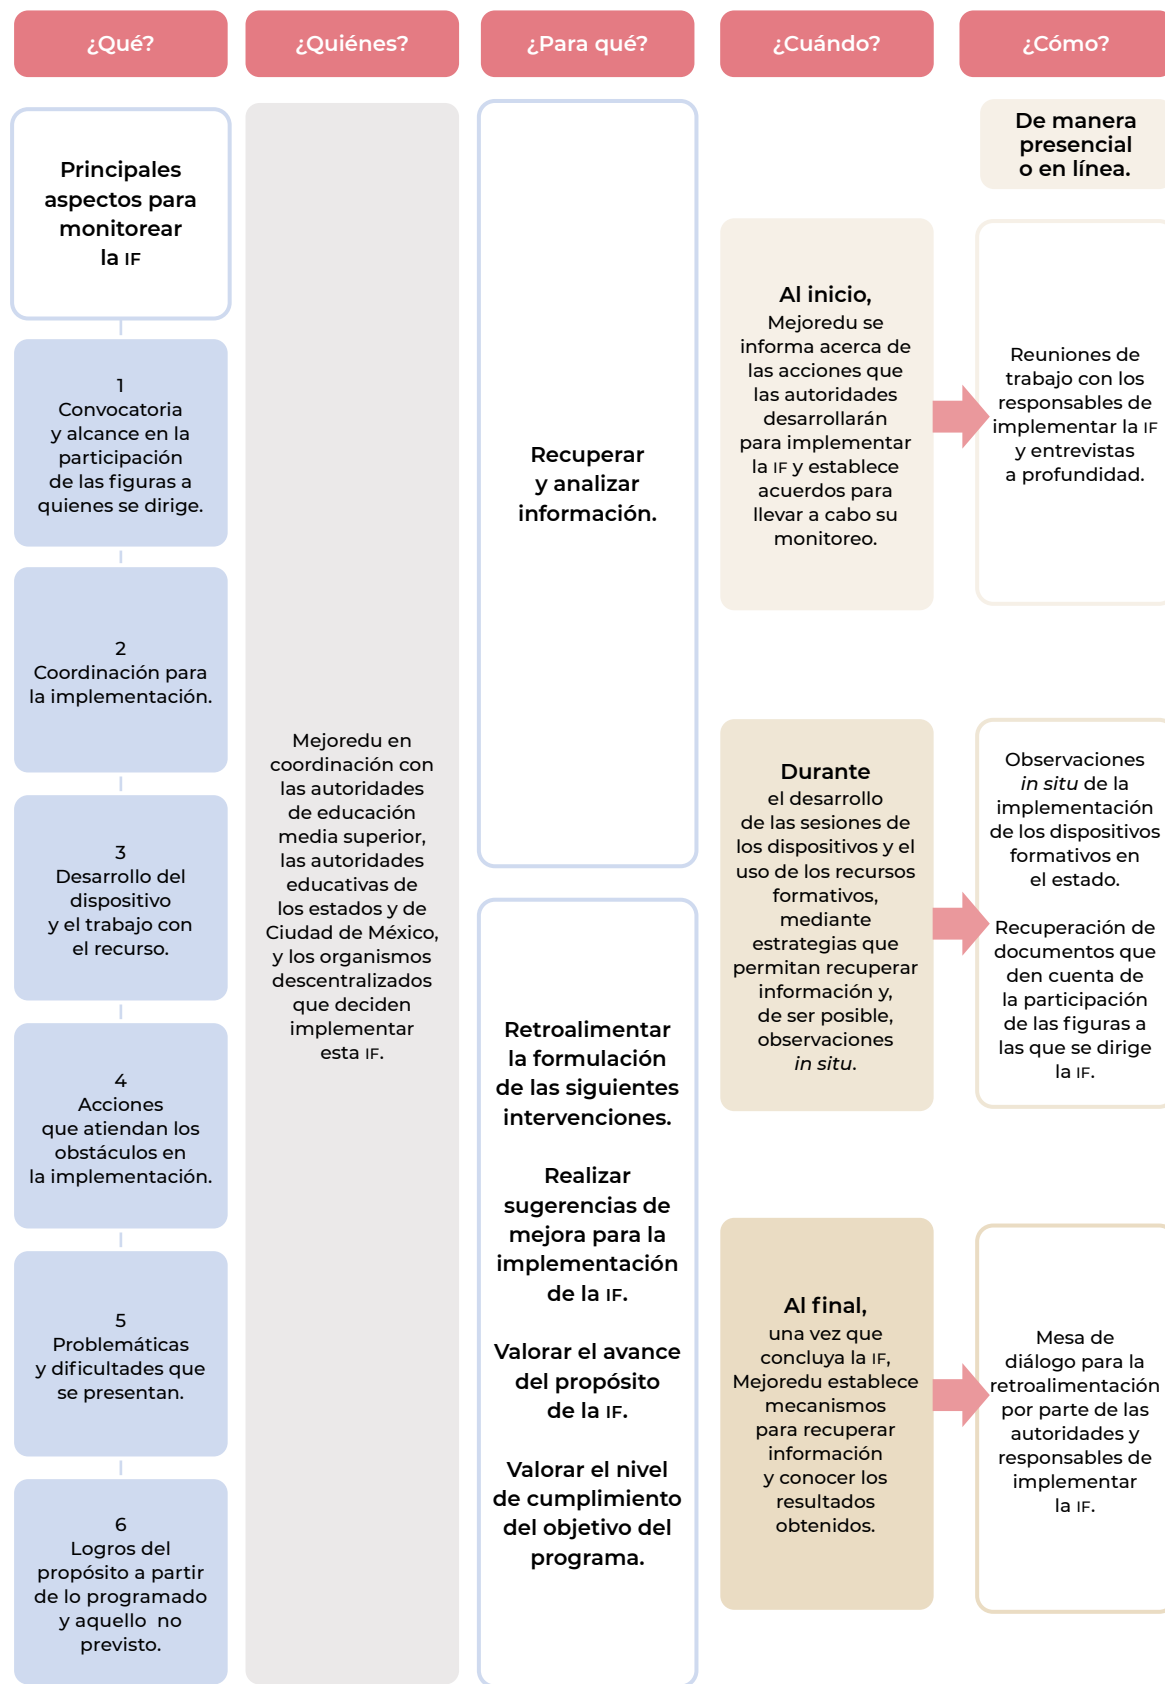 ¿Qué?
Principales
aspectos para
monitorear
la IF
1
Convocatoria
y alcance en la
participación
de las figuras a
quienes se dirige.
2
Coordinación para
la implementación.
3
Desarrollo del
dispositivo
y el trabajo con
el recurso.
4
Acciones
que atiendan los
obstáculos en
la implementación.
5
Problemáticas
y dificultades que
se presentan.
6
Logros del
propósito a partir
de lo programado
y aquello no
previsto.
¿Quiénes?
Mejoredu en
coordinación con
las autoridades
de educación
media superior,
las autoridades
educativas de
los estados y de
Ciudad de México,
y los organismos
descentralizados
que deciden
implementar
esta IF.
¿Para qué?
Recuperar
y analizar
información.
Retroalimentar
la formulación
de las siguientes
intervenciones.
Realizar
sugerencias de
mejora para la
implementación
de la IF.
Valorar el avance
del propósito
de la IF.
Valorar el nivel
de cumplimiento
del objetivo del
programa.
¿Cuándo?
Al inicio,
Mejoredu se
informa acerca de
las acciones que
las autoridades
desarrollarán
para implementar
la IF y establece
acuerdos para
llevar a cabo su
monitoreo.
Durante
el desarrollo
de las sesiones de
los dispositivos y el
uso de los recursos
formativos,
mediante
estrategias que
permitan recuperar
información y,
de ser posible,
observaciones
in situ.
Al final,
una vez que
concluya la IF,
Mejoredu establece
mecanismos
para recuperar
información
y conocer los
resultados
obtenidos.
¿Cómo?
De manera
presencial
o en línea.
Reuniones de
trabajo con los
responsables de
implementar la IF
y entrevistas
a profundidad.
Observaciones
in situ de la
implementación
de los dispositivos
formativos en
el estado.
Recuperación de
documentos que
den cuenta de
la participación
de las figuras a
las que se dirige
la IF.
Mesa de
diálogo para la
retroalimentación
por parte de las
autoridades y
responsables de
implementar
la IF.